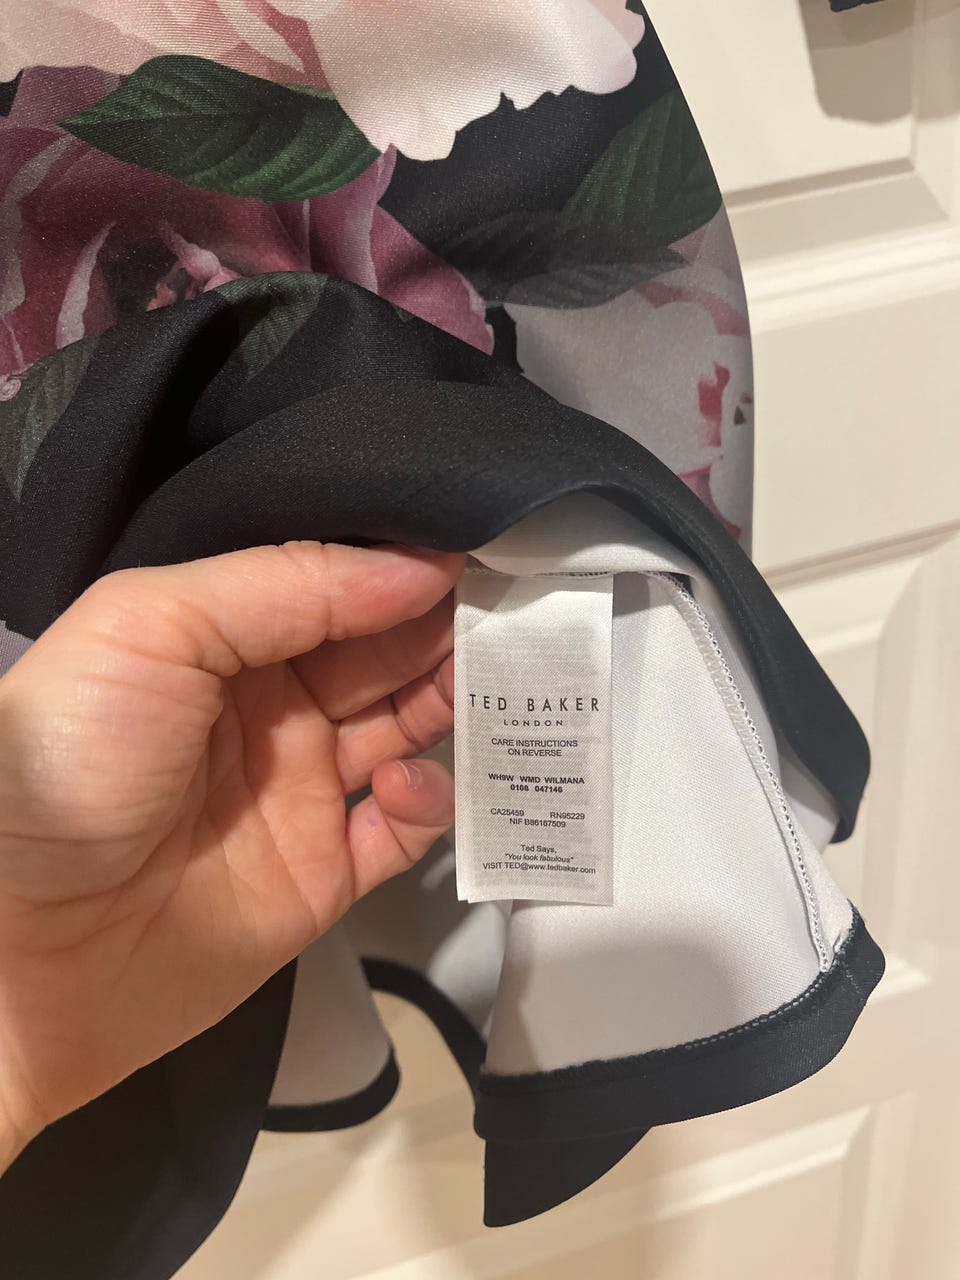 TED BAKER
LONDON
CARE INSTRUCTIONS
ON REVERSE
WH9W WMD WILMANA
0108 047146
CA25459 RN95229
NIF B86167509
Ted Says,
"You look fabulous"
VISIT TED@www.tedbaker.com